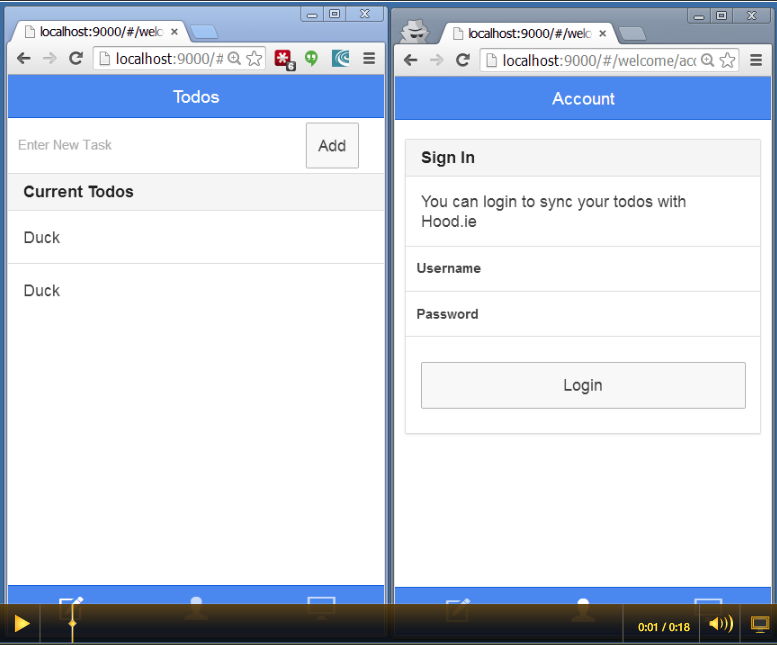 localhost:9000/#/welc
localhost:9000/#
6
Todos
Enter New Task
Add
Current Todos
Duck
Duck
localhost:9000/#/welc
localhost:9000/#/welcome/acc
Account
Sign In
You can login to sync your todos with
Hood.ie
Username
Password
Login
0:01 / 0:18